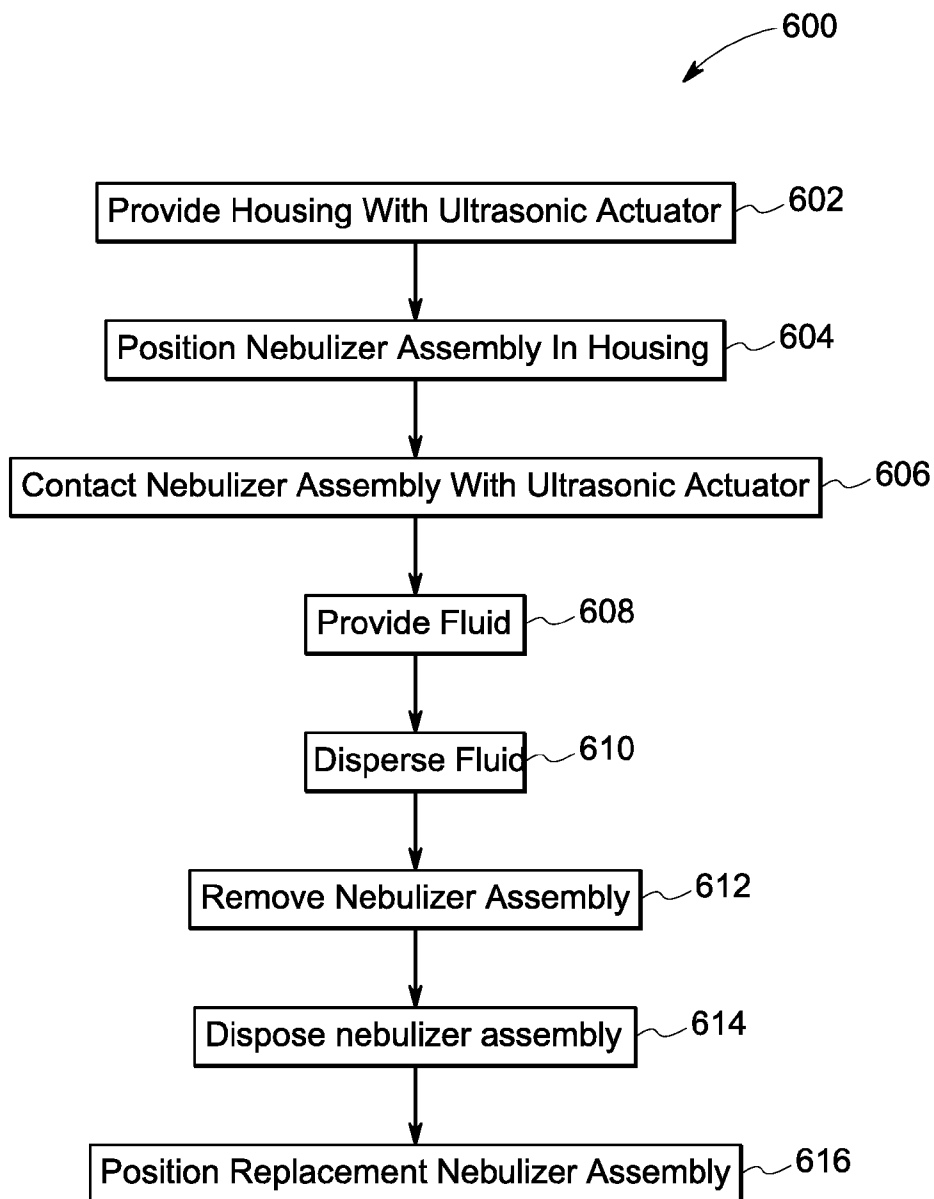 600
Provide Housing With Ultrasonic Actuator 602
Position Nebulizer Assembly In Housing 604
Contact Nebulizer Assembly With Ultrasonic Actuator 606
Provide Fluid 608
Disperse Fluid 610
Remove Nebulizer Assembly 612
Dispose nebulizer assembly 614
Position Replacement Nebulizer Assembly 616